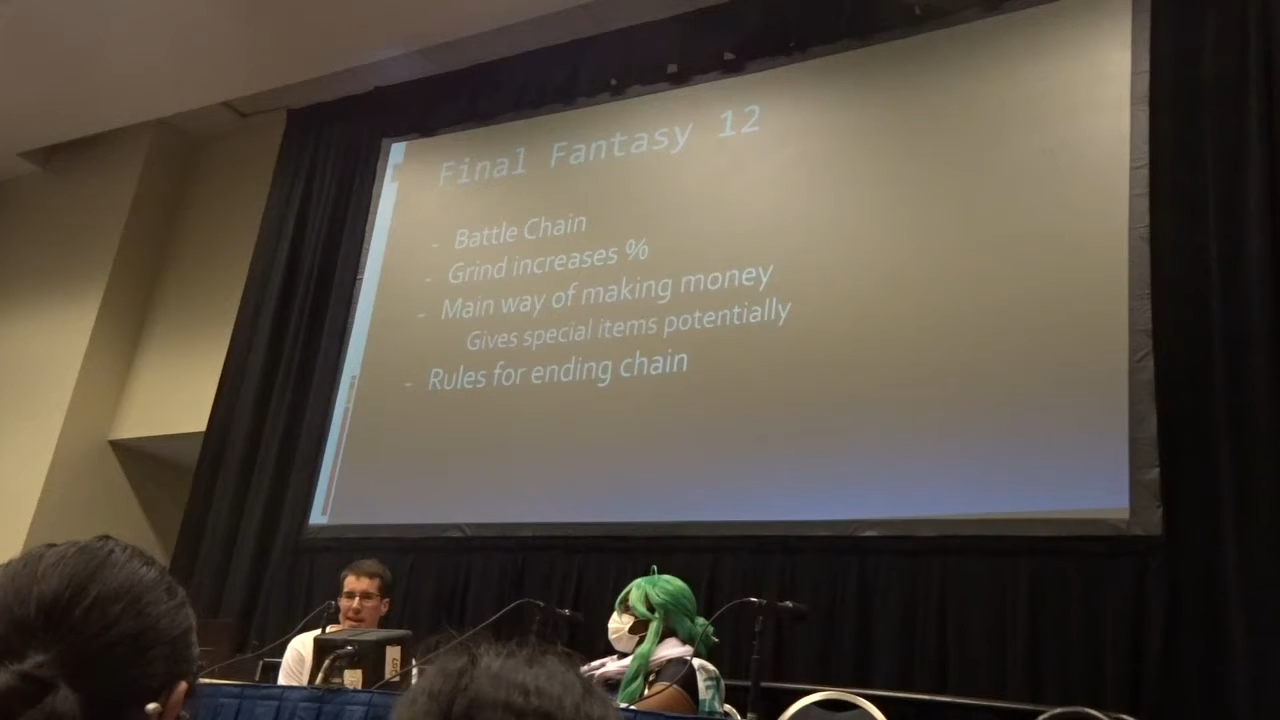 Final Fantasy 12
- Battle Chain
- Grind increases %
- Main way of making money
Gives special items potentially
- Rules for ending chain